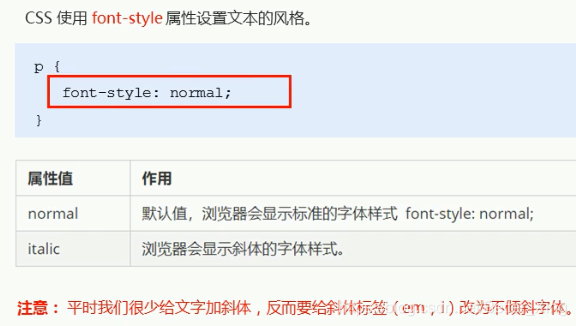 CSS 使用 font-style 属性设置文本的风格。
p {
font-style: normal;
}
属性值 作用
normal 默认值，浏览器会显示标准的字体样式 font-style: normal;
italic 浏览器会显示斜体的字体样式。
注意： 平时我们很少给文字加斜体，反而要给斜体标签（em，i）改为不倾斜字体。